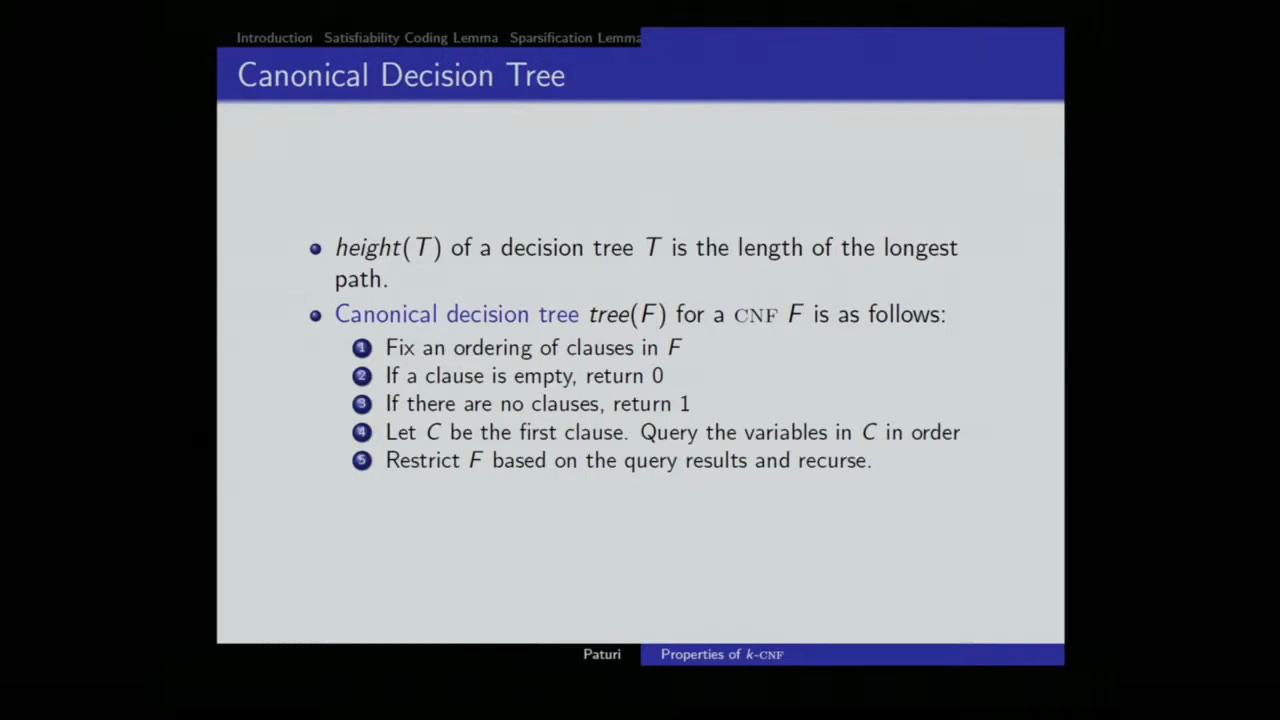 Introduction Satisfiability Coding Lemma Sparsification Lemma
Canonical Decision Tree
height(T) of a decision tree T is the length of the longest
path.
Canonical decision tree tree(F) for a CNF F is as follows:
1 Fix an ordering of clauses in F
2 If a clause is empty, return 0
3 If there are no clauses, return 1
4 Let C be the first clause. Query the variables in C in order
5 Restrict F based on the query results and recurse.
Paturi Properties of k-CNF